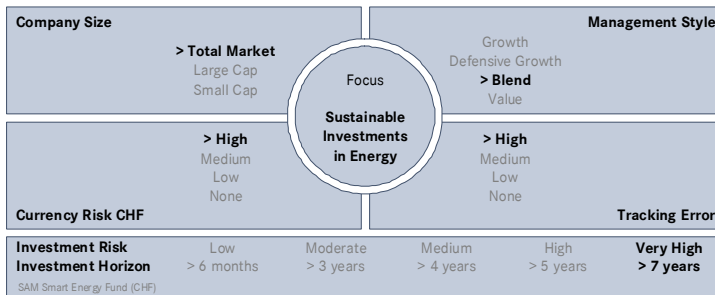 Company Size
> Total Market
Large Cap
Small Cap
Management Style
Growth
Defensive Growth
> Blend
Value
Focus
Sustainable
Investments
in Energy
> High
Medium
Low
None
Currency Risk CHF
> High
Medium
Low
None
Tracking Error
Investment Risk Low Moderate Medium High Very High
Investment Horizon > 6 months > 3 years > 4 years > 5 years > 7 years
SAM Smart Energy Fund (CHF)